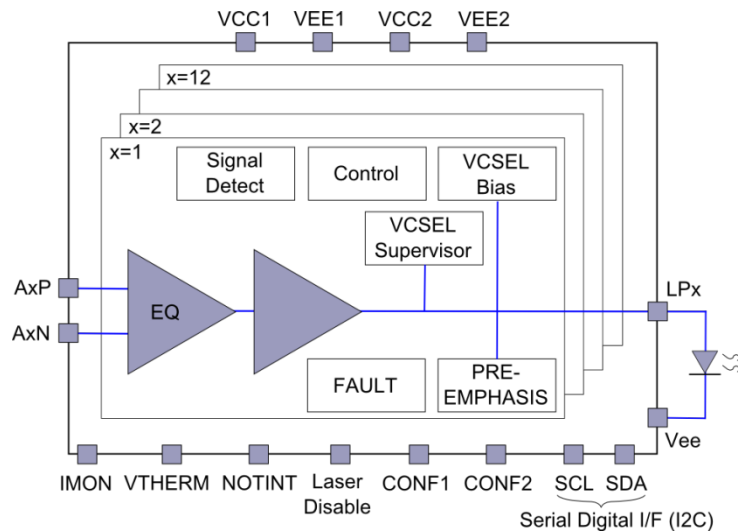 VCC1 VEE1 VCC2 VEE2
x=12
x=2
x=1
Signal
Detect
Control
VCSEL
Bias
VCSEL
Supervisor
AxP
AxN
EQ
LPx
FAULT
PRE-
EMPHASIS
Vee
IMON VTHERM NOTINT Laser
Disable
CONF1 CONF2 SCL SDA
Serial Digital I/F (I2C)